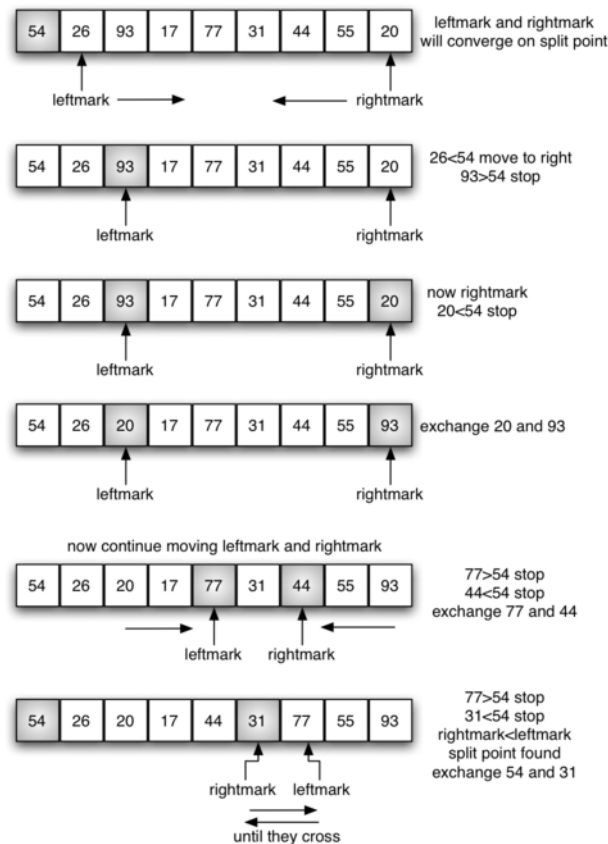 54 26 93 17 77 31 44 55 20
leftmark and rightmark
will converge on split point
leftmark
rightmark
54 26 93 17 77 31 44 55 20
26<54 move to right
93>54 stop
leftmark
rightmark
54 26 93 17 77 31 44 55 20
now rightmark
20<54 stop
leftmark
rightmark
54 26 20 17 77 31 44 55 93
exchange 20 and 93
leftmark
rightmark
now continue moving leftmark and rightmark
54 26 20 17 77 31 44 55 93
77>54 stop
44<54 stop
exchange 77 and 44
leftmark
rightmark
54 26 20 17 44 31 77 55 93
77>54 stop
31<54 stop
rightmark<leftmark
split point found
exchange 54 and 31
rightmark
leftmark
until they cross